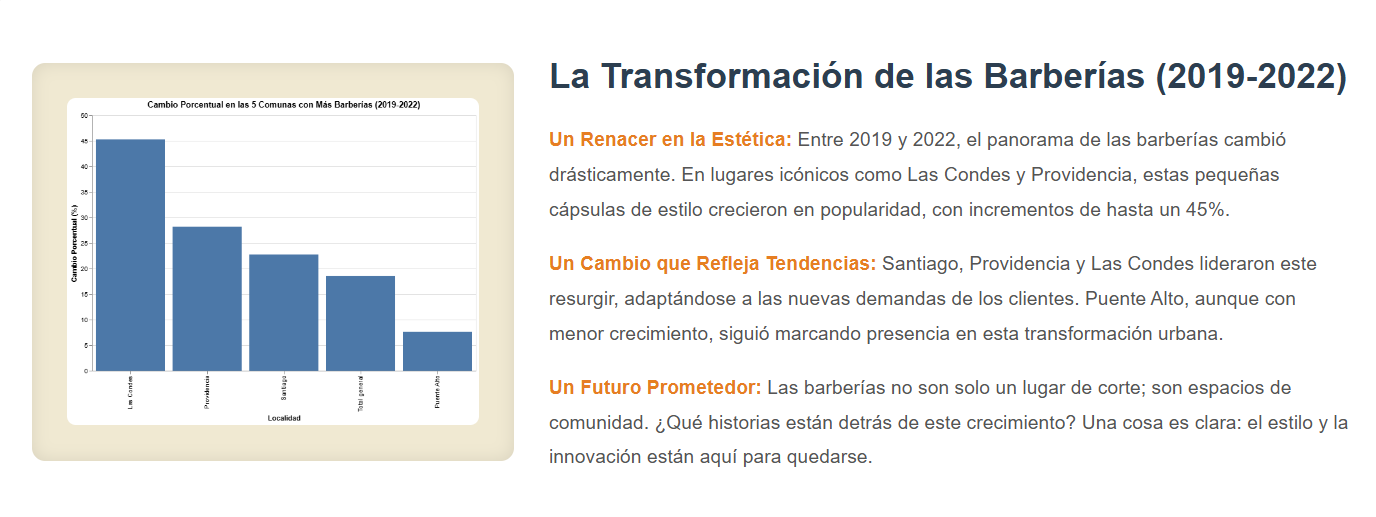 Cambio Porcentual en las 5 Comunas con Más Barberías (2019-2022)
50
45
40
35
30
25
20
15
10
5
0
Cambio Porcentual (%)
Las Condes
Providencia
Santiago
Total general
Puente Alto
Localidad
La Transformación de las Barberías (2019-2022)
Un Renacer en la Estética: Entre 2019 y 2022, el panorama de las barberías cambió
drásticamente. En lugares icónicos como Las Condes y Providencia, estas pequeñas
cápsulas de estilo crecieron en popularidad, con incrementos de hasta un 45%.
Un Cambio que Refleja Tendencias: Santiago, Providencia y Las Condes lideraron este
resurgir, adaptándose a las nuevas demandas de los clientes. Puente Alto, aunque con
menor crecimiento, siguió marcando presencia en esta transformación urbana.
Un Futuro Prometedor: Las barberías no son solo un lugar de corte; son espacios de
comunidad. ¿Qué historias están detrás de este crecimiento? Una cosa es clara: el estilo y la
innovación están aquí para quedarse.